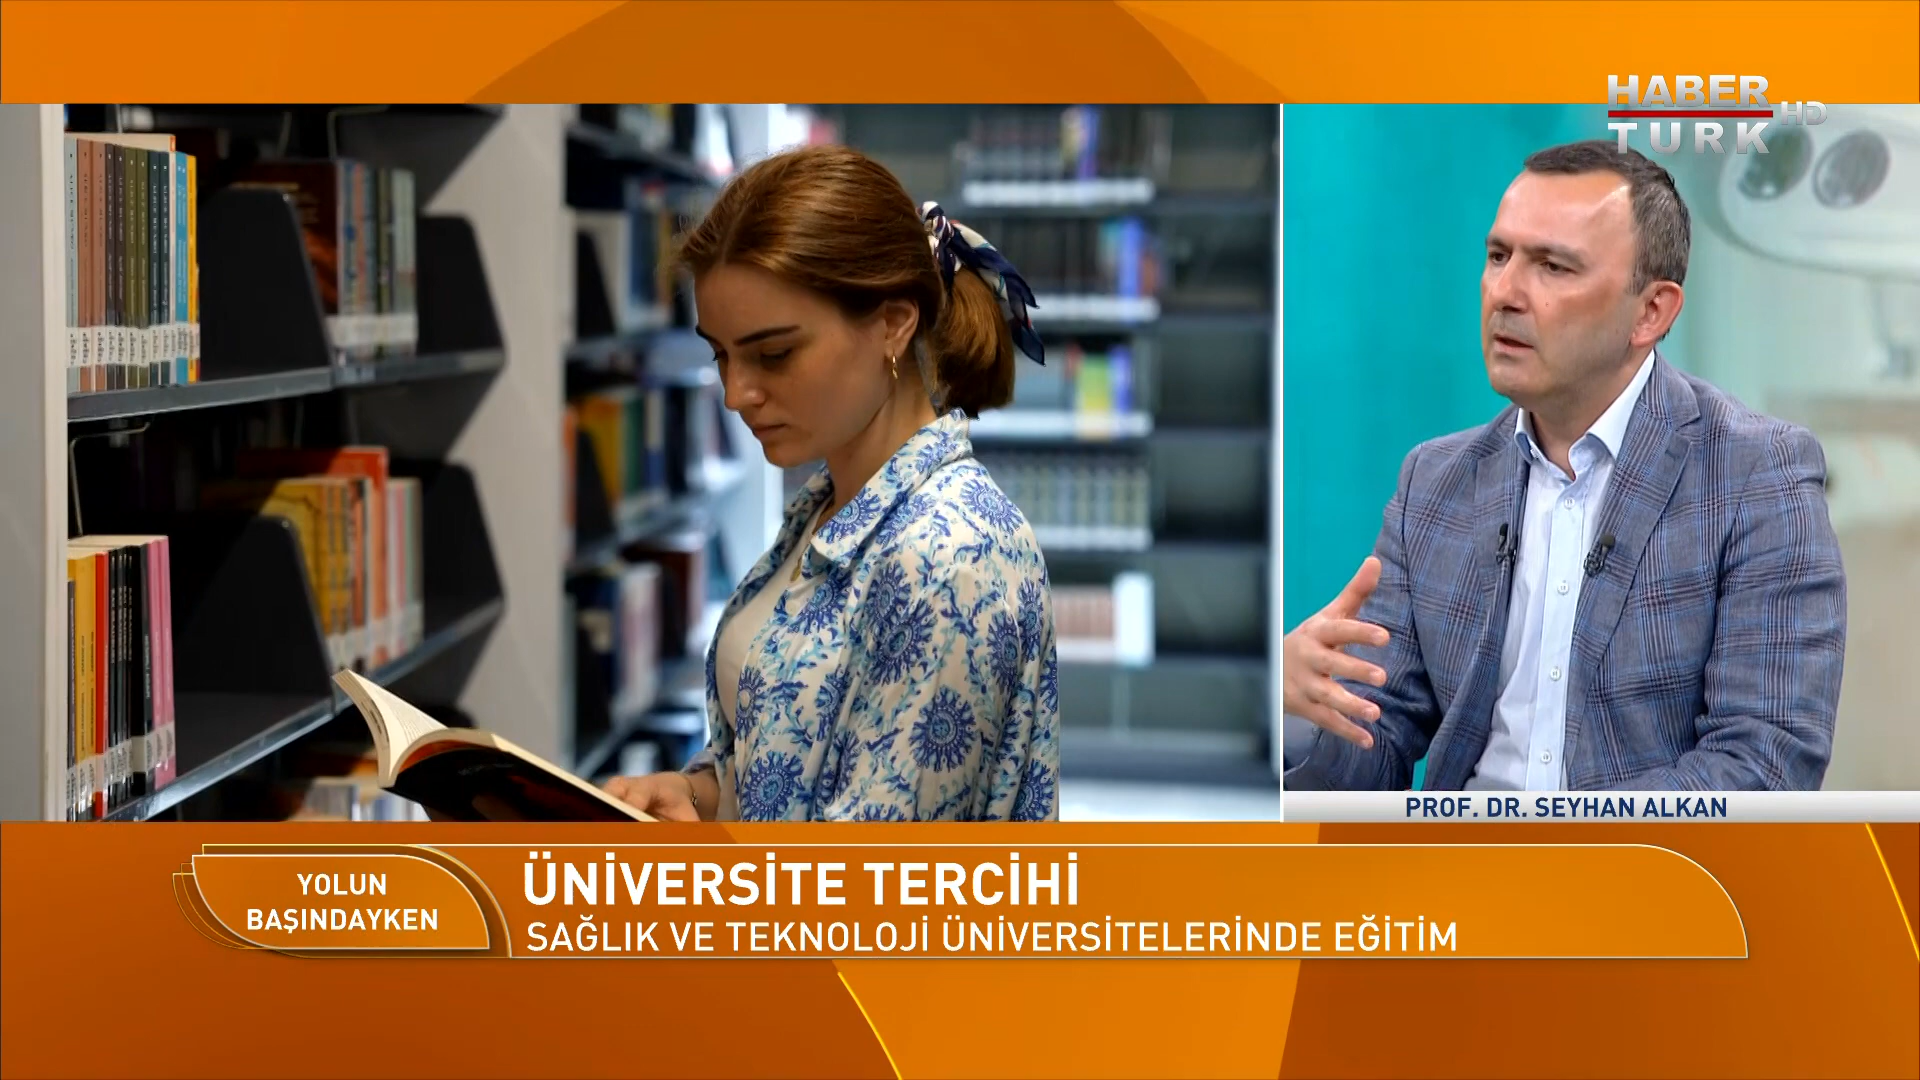 HABER
TURK HD
PROF. DR. SEYHAN ALKAN
YOLUN
BAŞINDAYKEN
ÜNİVERSİTE TERCİHİ
SAĞLIK VE TEKNOLOJİ ÜNİVERSİTELERİNDE EĞİTİM